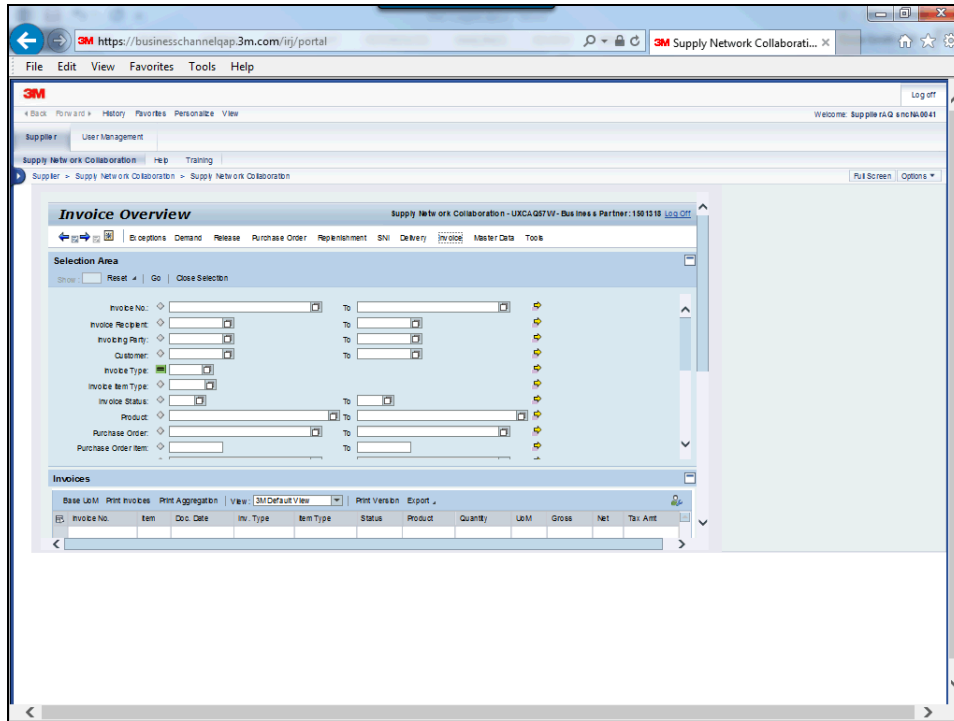 3M https://businesschannelqap.3m.com/irj/portal
3M Supply Network Collaborati... ×
File Edit View Favorites Tools Help
3M
Log off
Back Forward History Favorites Personalize View
Welcome: SupplierAQ sncNA0041
Supplier User Management
Supply Network Collaboration Help Training
Supplier > Supply Network Collaboration > Supply Network Collaboration
Full Screen Options
Invoice Overview
Supply Network Collaboration - UXCAQ57VV- Business Partner: 1501318 Log Off
Exceptions Demand Release Purchase Order Replenishment SNI Delivery Invoice Master Data Tools
Selection Area
Show: Reset Go Close Selection
Invoice No.: To
Invoice Recipient: To
Invoicing Party: To
Customer: To
Invoice Type:
Invoice Item Type:
Invoice Status: To
Product: To
Purchase Order: To
Purchase Order Item: To
Invoices
Base UoM Print Invoices Print Aggregation View: 3M Default View Print Version Export
Invoice No. Item Doc. Date Inv. Type Item Type Status Product Quantity UoM Gross Net Tax Amt